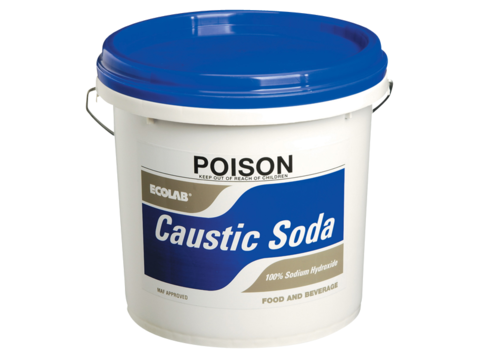 POISON
KEEP OUT OF REACH OF CHILDREN
ECOLAB®
Caustic Soda
100% Sodium Hydroxide
MAF APPROVED
FOOD AND BEVERAGE